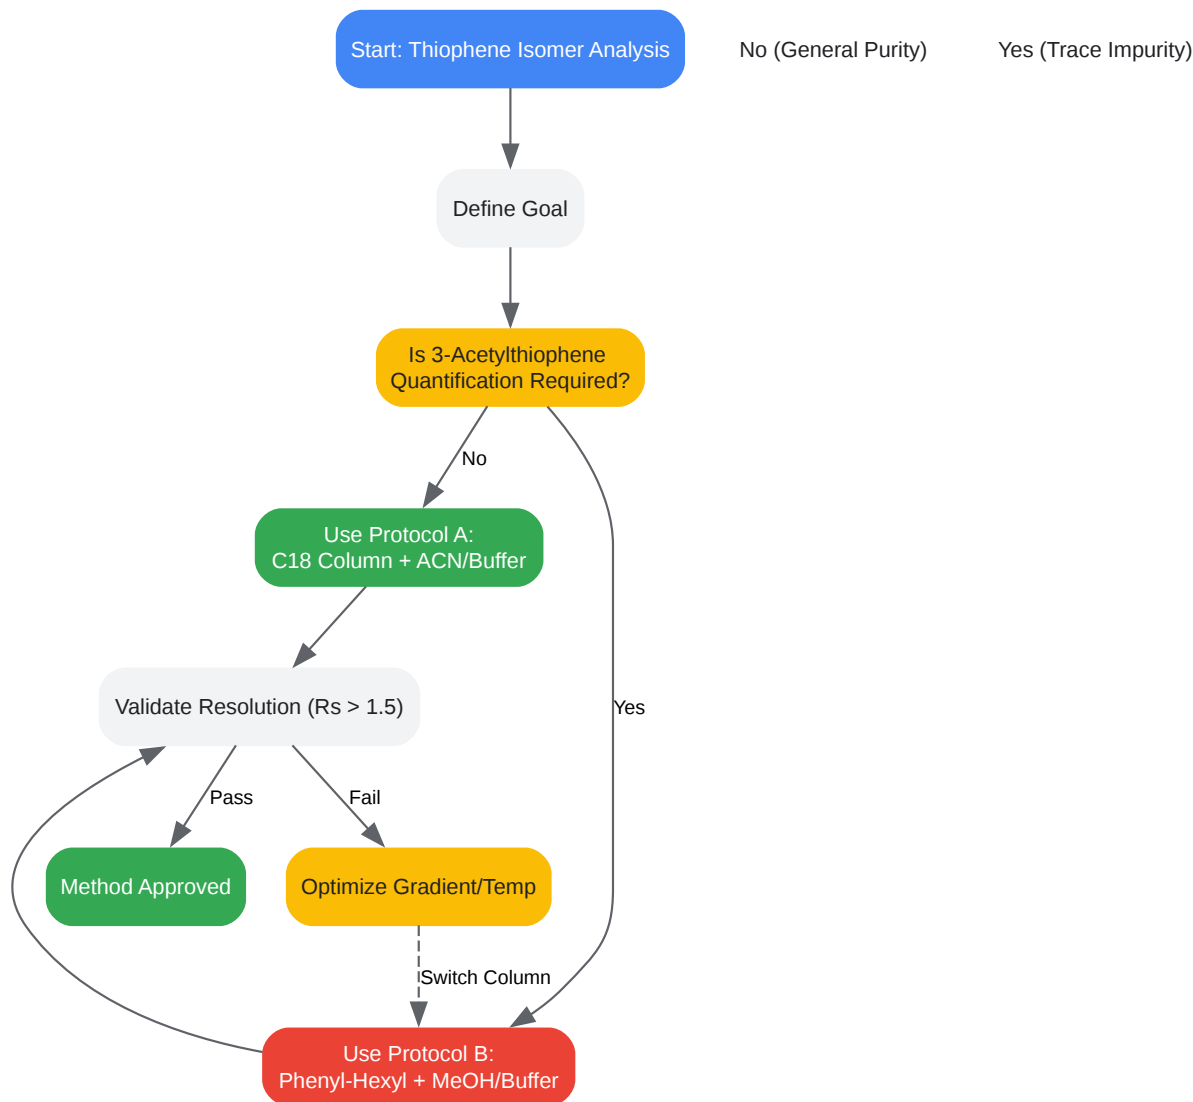 Start: Thiophene Isomer Analysis
No (General Purity)
Yes (Trace Impurity)
Define Goal
Is 3-Acetylthiophene
Quantification Required?
No
Use Protocol A:
C18 Column + ACN/Buffer
Validate Resolution (Rs > 1.5)
Yes
Pass
Fail
Method Approved
Optimize Gradient/Temp
Switch Column
Use Protocol B:
Phenyl-Hexyl + MeOH/Buffer